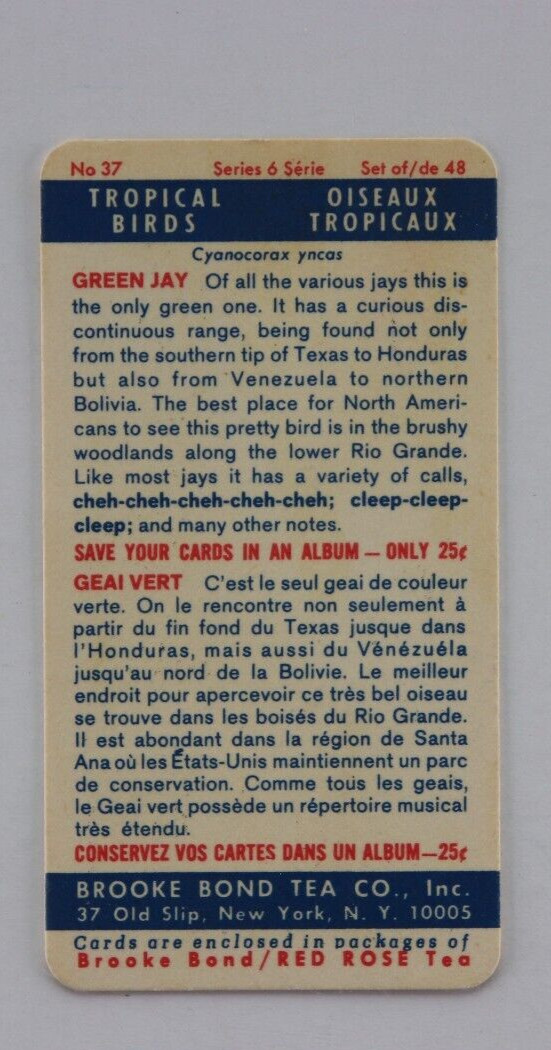 No 37 Series 6 Série Set of/de 48
TROPICAL BIRDS OISEAUX TROPICAUX
Cyanocorax yncas
GREEN JAY Of all the various jays this is
the only green one. It has a curious dis-
continuous range, being found not only
from the southern tip of Texas to Honduras
but also from Venezuela to northern
Bolivia. The best place for North Ameri-
cans to see this pretty bird is in the brushy
woodlands along the lower Rio Grande.
Like most jays it has a variety of calls,
cheh-cheh-cheh-cheh-cheh; cleep-cleep-
cleep; and many other notes.
SAVE YOUR CARDS IN AN ALBUM — ONLY 25¢
GEAI VERT C'est le seul geai de couleur
verte. On le rencontre non seulement à
partir du fin fond du Texas jusque dans
l'Honduras, mais aussi du Vénézuéla
jusqu'au nord de la Bolivie. Le meilleur
endroit pour apercevoir ce très bel oiseau
se trouve dans les boisés du Rio Grande.
Il est abondant dans la région de Santa
Ana où les États-Unis maintiennent un parc
de conservation. Comme tous les geais,
le Geai vert possède un répertoire musical
très étendu.
CONSERVEZ VOS CARTES DANS UN ALBUM—25¢
BROOKE BOND TEA CO., Inc.
37 Old Slip, New York, N. Y. 10005
Cards are enclosed in packages of
Brooke Bond/RED ROSE Tea